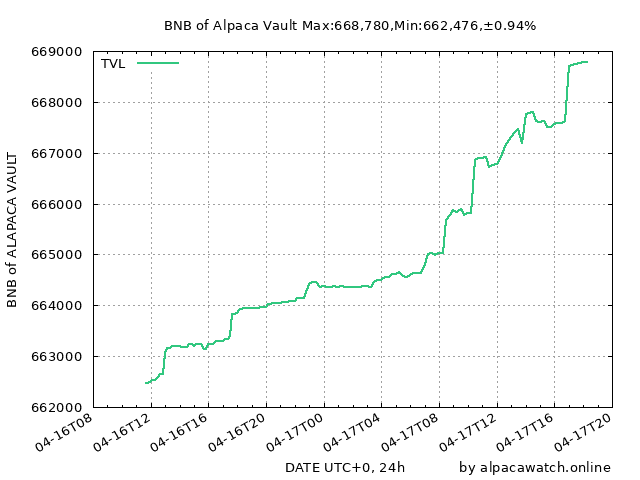 BNB of Alpaca Vault Max:668,780,Min:662,476,±0.94%
TVL
BNB of ALAPACA VAULT
669000
668000
667000
666000
665000
664000
663000
662000
04-16T08
04-16T12
04-16T16
04-16T20
04-17T00
04-17T04
04-17T08
04-17T12
04-17T16
04-17T20
DATE UTC+0, 24h
by alpacawatch.online